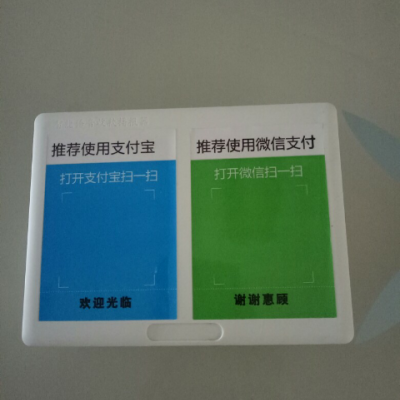 推荐使用支付宝
打开支付宝扫一扫
欢迎光临
推荐使用微信支付
打开微信扫一扫
谢谢惠顾